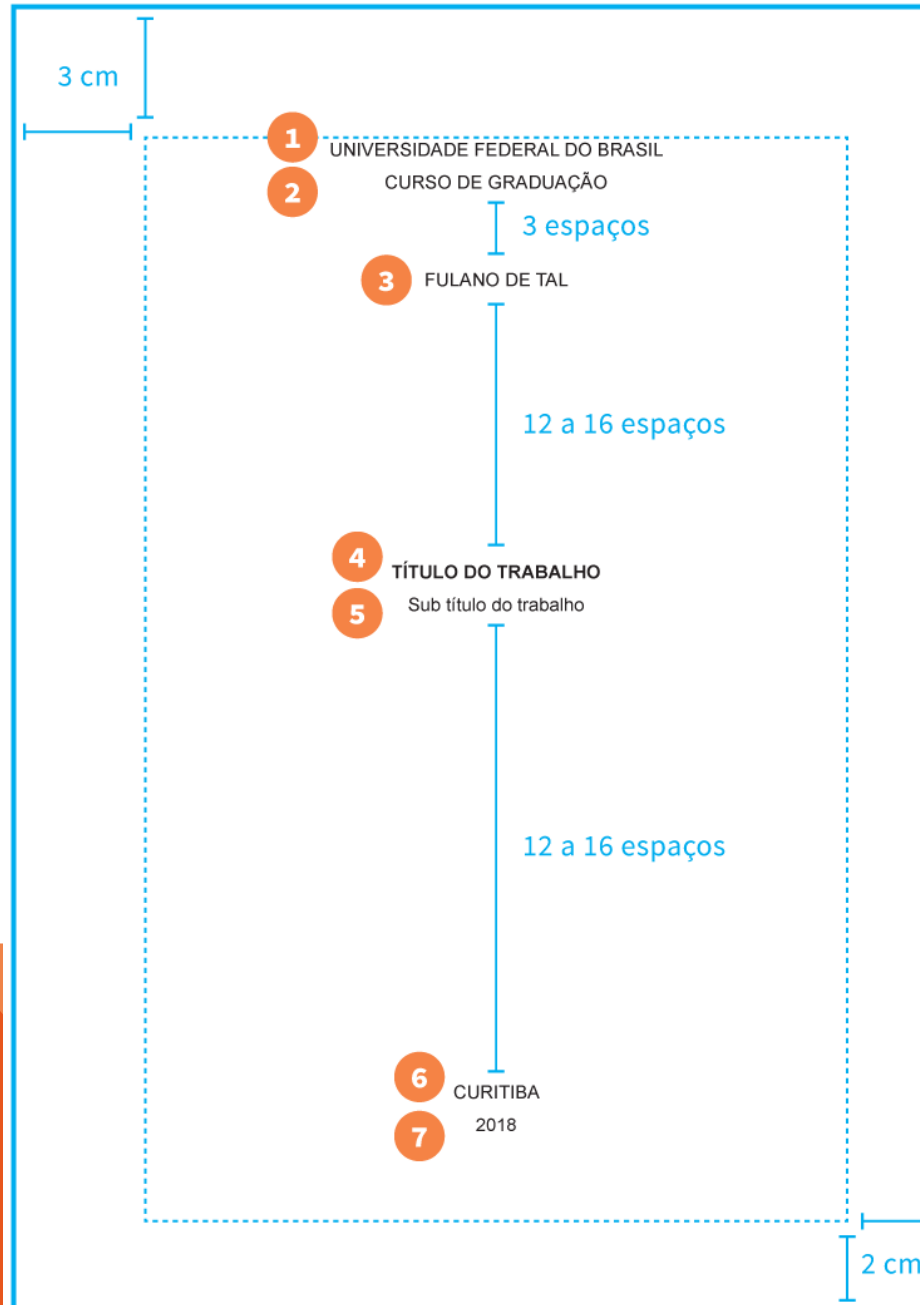 3 cm
1
UNIVERSIDADE FEDERAL DO BRASIL
2
CURSO DE GRADUAÇÃO
3 espaços
3
FULANO DE TAL
12 a 16 espaços
4
TÍTULO DO TRABALHO
5
Sub título do trabalho
12 a 16 espaços
6
CURITIBA
7
2018
2 cm